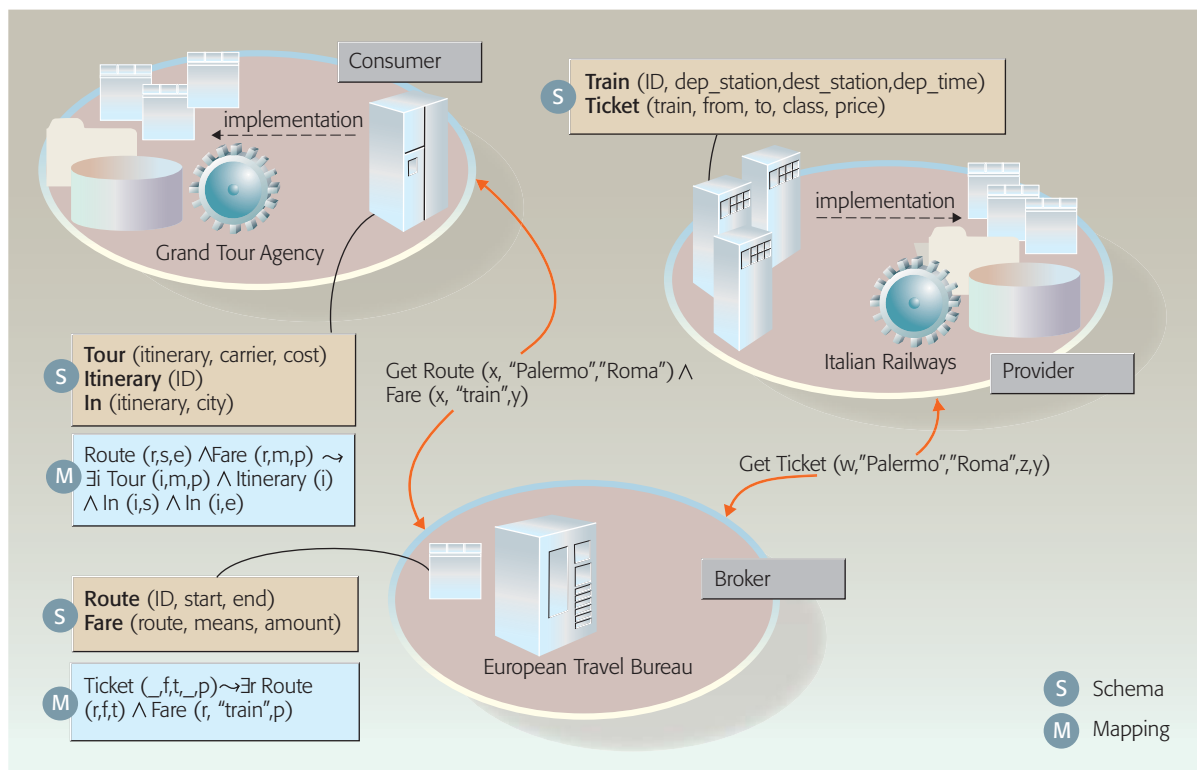 Consumer
implementation
Grand Tour Agency
S
Train (ID, dep_station,dest_station,dep_time)
Ticket (train, from, to, class, price)
implementation
Italian Railways
Provider
S
Tour (itinerary, carrier, cost)
Itinerary (ID)
In (itinerary, city)
M
Route (r,s,e) ∧Fare (r,m,p) ⤳
∃i Tour (i,m,p) ∧ Itinerary (i)
∧ In (i,s) ∧ In (i,e)
Get Route (x, “Palermo”,”Roma”) ∧
Fare (x, “train”,y)
Get Ticket (w,”Palermo”,”Roma”,z,y)
Broker
European Travel Bureau
S
Route (ID, start, end)
Fare (route, means, amount)
M
Ticket (_,f,t,_,p)⤳∃r Route
(r,f,t) ∧ Fare (r, “train”,p)
S Schema
M Mapping